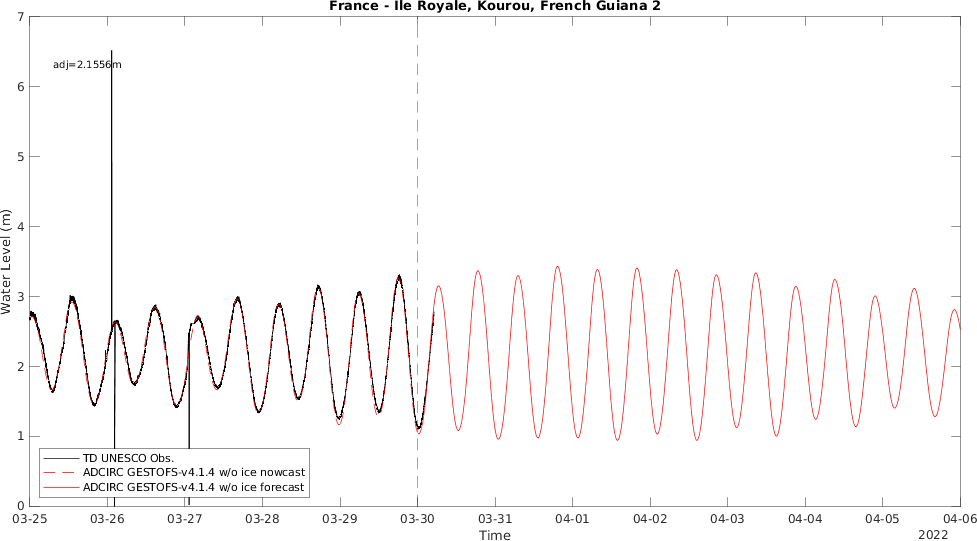 France - Ile Royale, Kourou, French Guiana 2
adj=2.1556m
Water Level (m)
7
6
5
4
3
2
1
0
TD UNESCO Obs.
ADCIRC GESTOFS-v4.1.4 w/o ice nowcast
ADCIRC GESTOFS-v4.1.4 w/o ice forecast
03-25 03-26 03-27 03-28 03-29 03-30 03-31 04-01 04-02 04-03 04-04 04-05 04-06
Time
2022